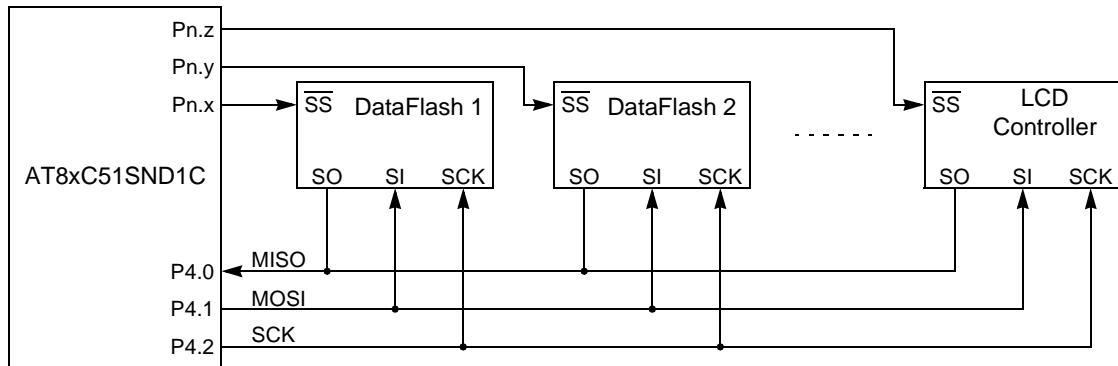 Pn.z
Pn.y
Pn.x
SS DataFlash 1
SS DataFlash 2
SS LCD
Controller
AT8xC51SND1C
SO SI SCK
SO SI SCK
SO SI SCK
P4.0 MISO
P4.1 MOSI
P4.2 SCK